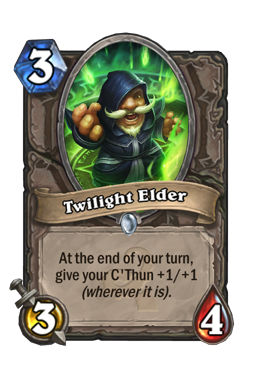 3
Twilight Elder
At the end of your turn,
give your C'Thun +1/+1
(wherever it is).
3
4